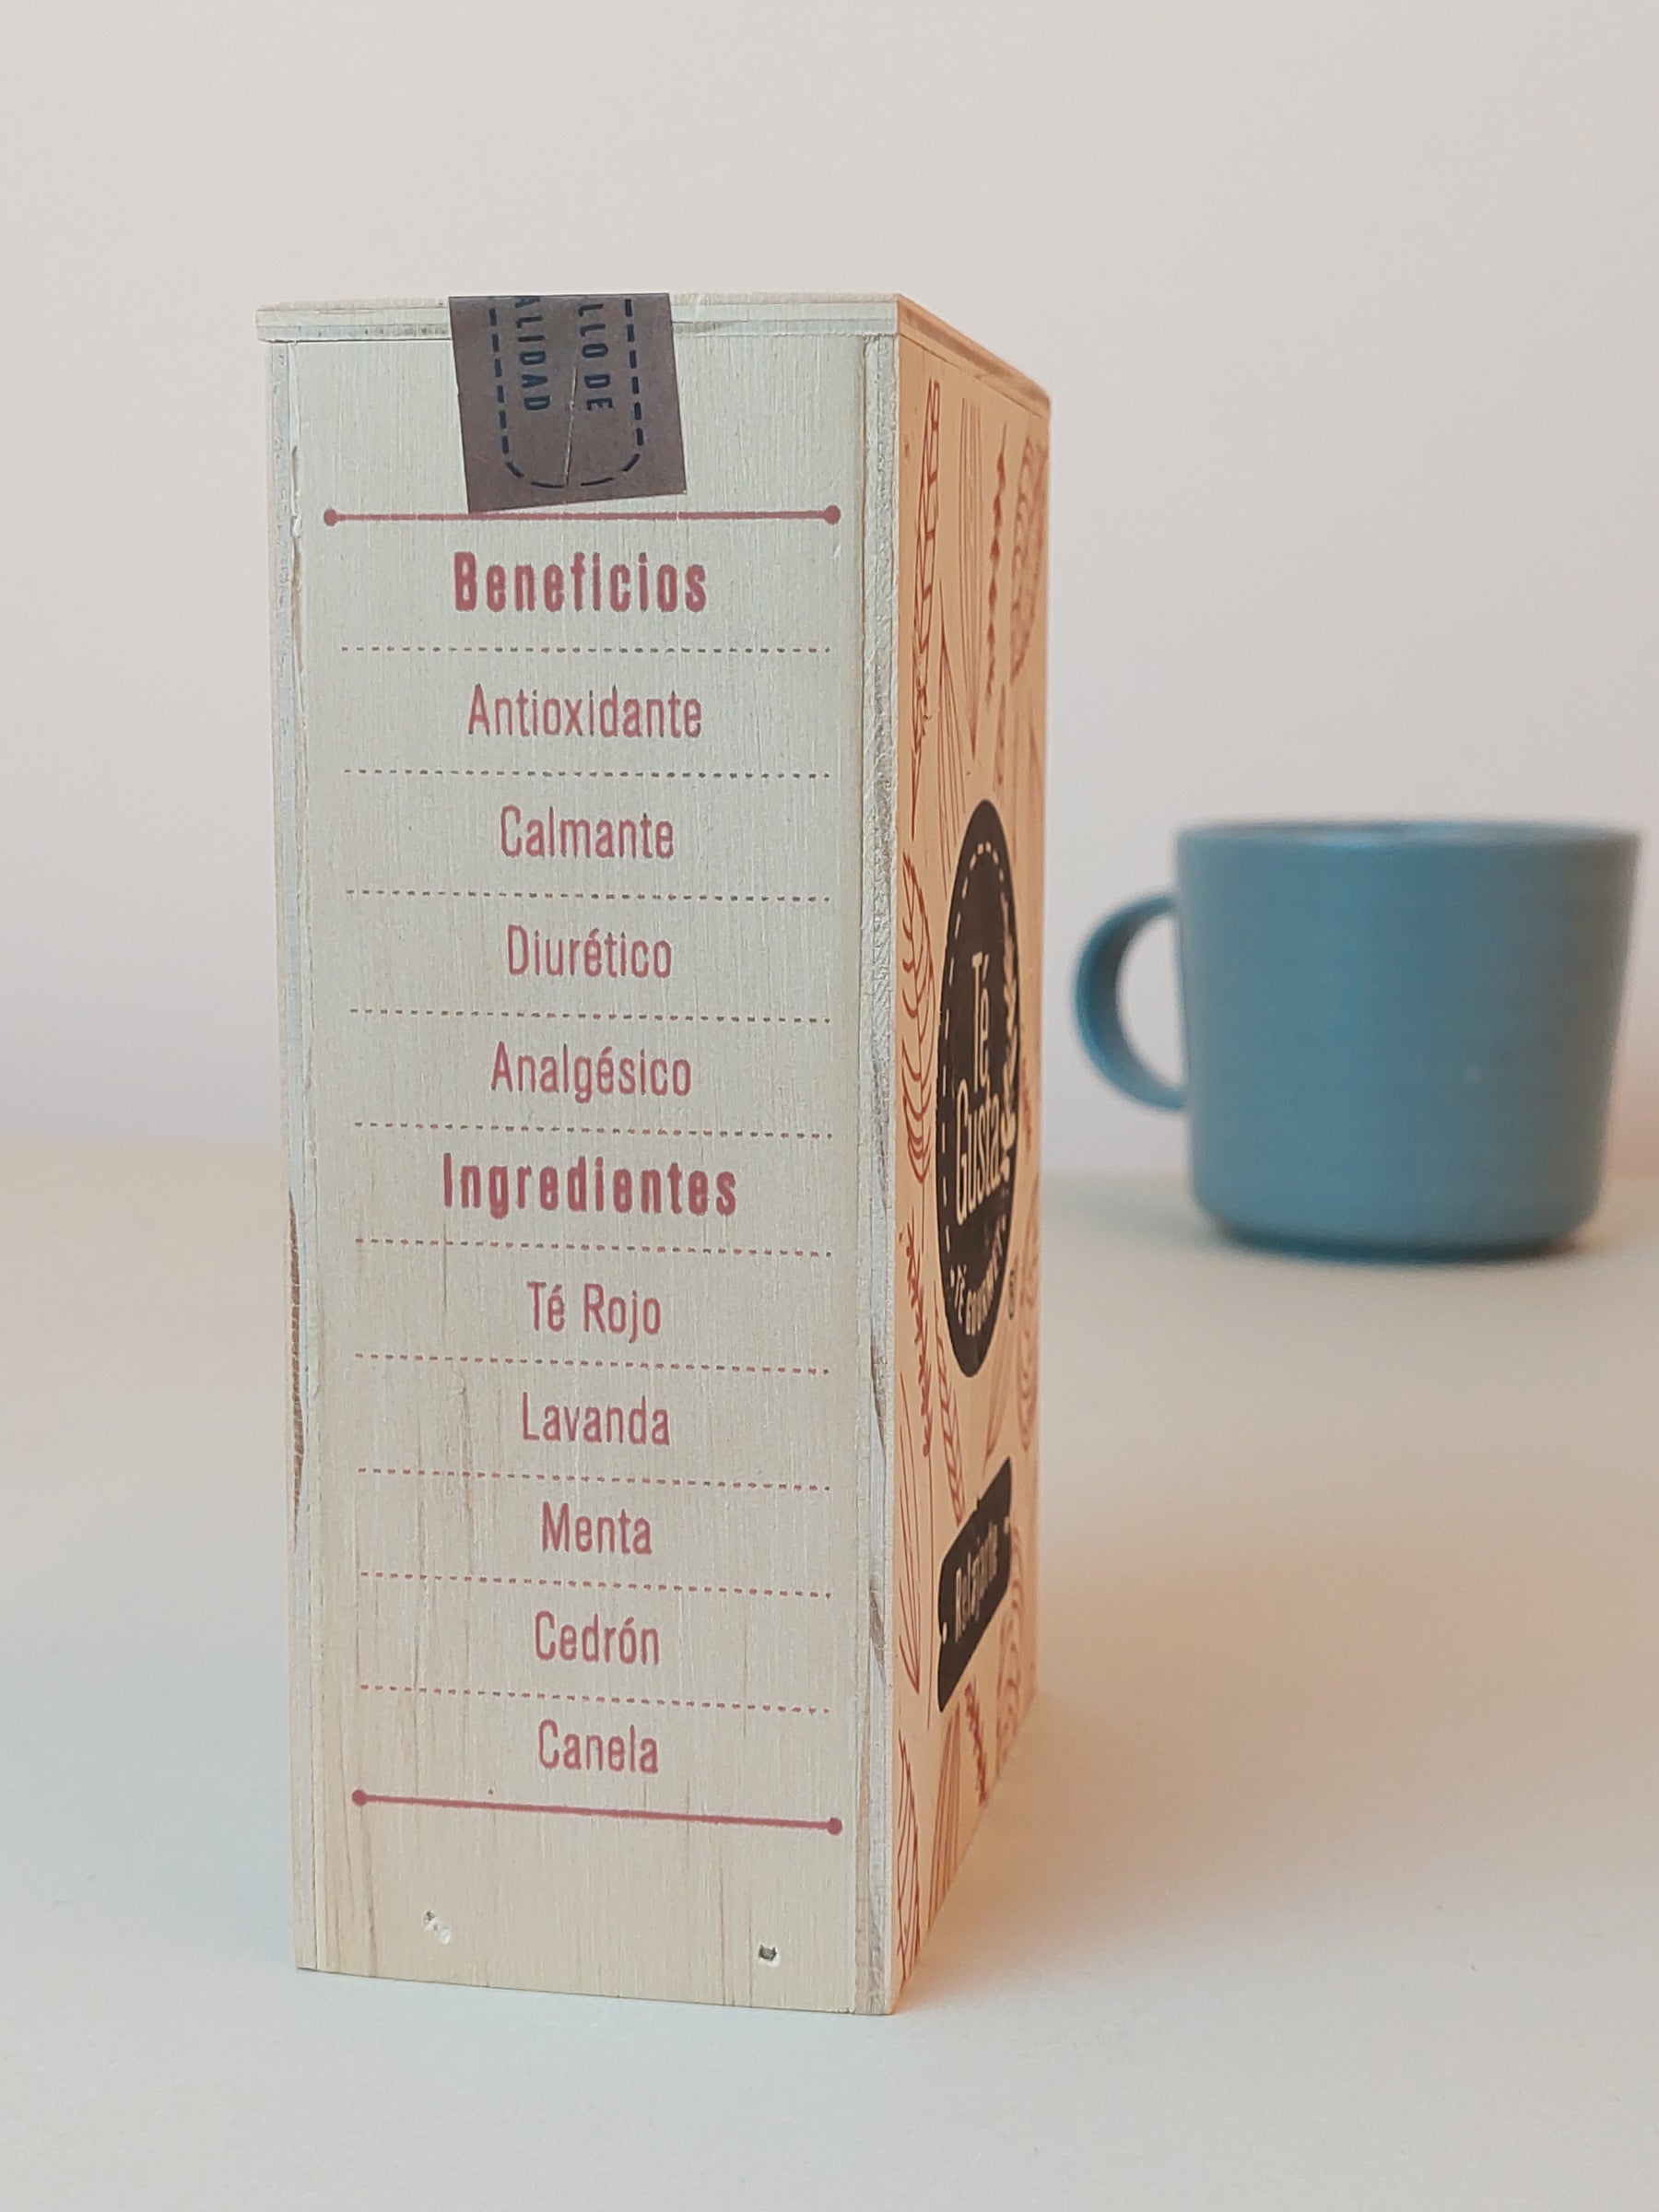 LLO DE
ALIDAD
Beneficios
Antioxidante
Calmante
Diurético
Analgésico
Ingredientes
Té Rojo
Lavanda
Menta
Cedrón
Canela
Té
Gusta